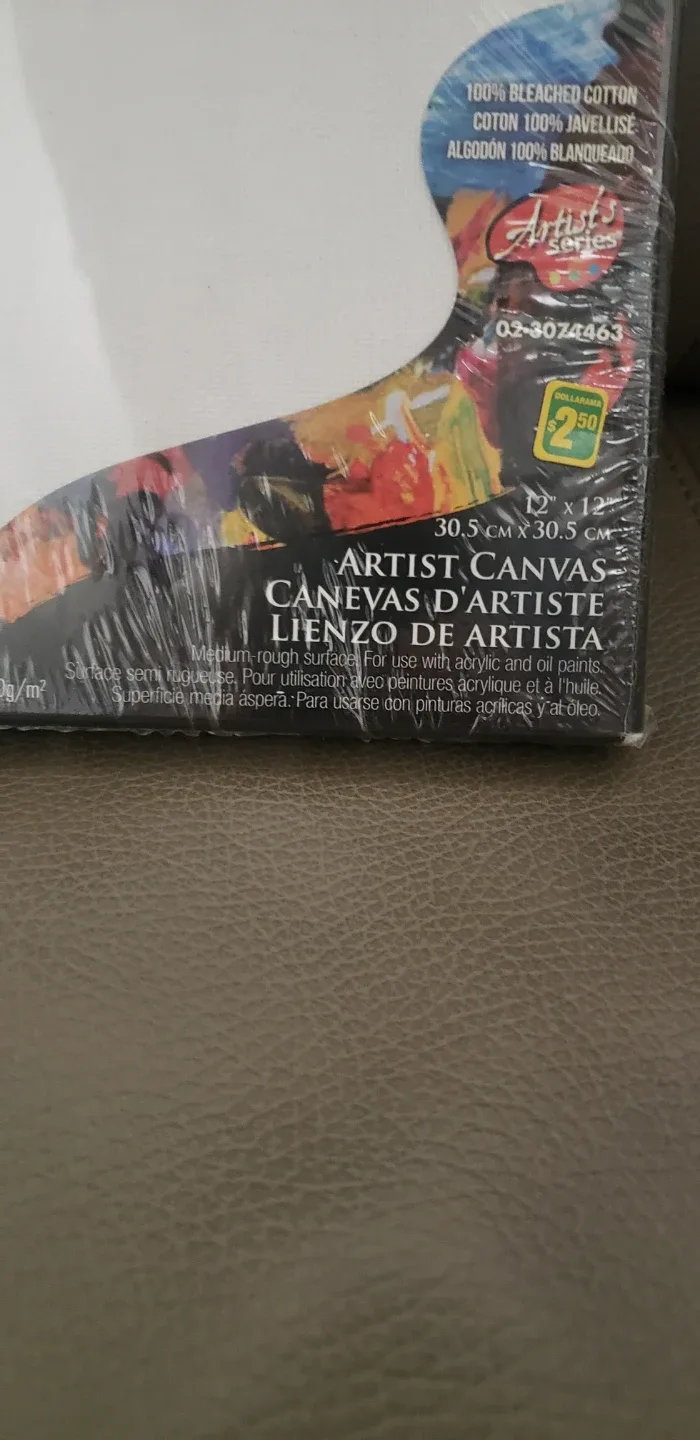 100% BLEACHED COTTON
COTON 100% JAVELLISÉ
ALGODÓN 100% BLANQUEADO
Artist's
series
02-3074463
DOLLARAMA
$2.50
12" x 12"
30.5 CM X 30.5 CM
ARTIST CANVAS
CANEVAS D'ARTISTE
LIENZO DE ARTISTA
Medium-rough surface. For use with acrylic and oil paints.
Surface semi rugueuse. Pour utilisation avec peintures acrylique et à l'huile.
Superficie media aspera. Para usarse con pinturas acrílicas y al óleo.
g/m²